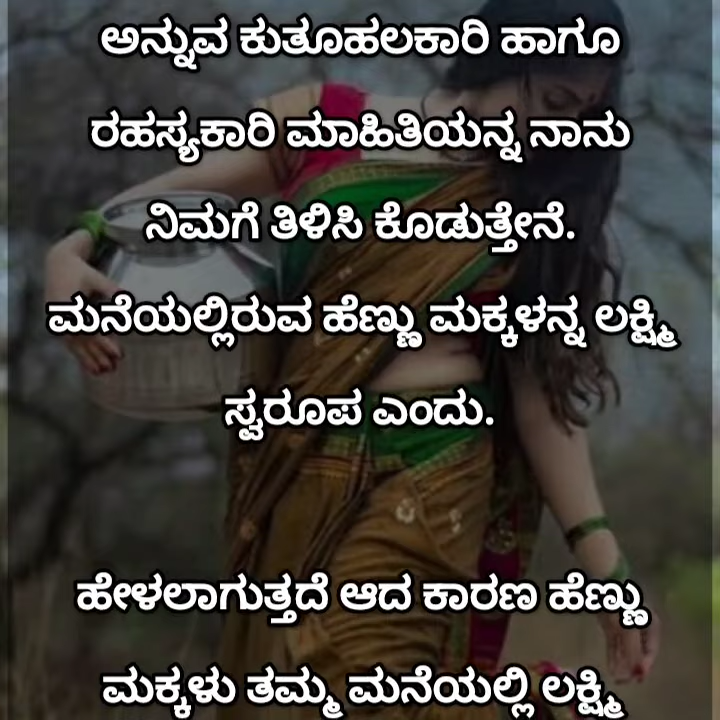 ಅನ್ನುವ ಕುತೂಹಲಕಾರಿ ಹಾಗೂ
ರಹಸ್ಯಕಾರಿ ಮಾಹಿತಿಯನ್ನ ನಾನು
ನಿಮಗೆ ತಿಳಿಸಿ ಕೊಡುತ್ತೇನೆ.
ಮನೆಯಲ್ಲಿರುವ ಹೆಣ್ಣು ಮಕ್ಕಳನ್ನ ಲಕ್ಷ್ಮಿ
ಸ್ವರೂಪ ಎಂದು.
ಹೇಳಲಾಗುತ್ತದೆ ಆದ ಕಾರಣ ಹೆಣ್ಣು
ಮಕ್ಕಳು ತಮ್ಮ ಮನೆಯಲ್ಲಿ ಲಕ್ಷ್ಮಿ